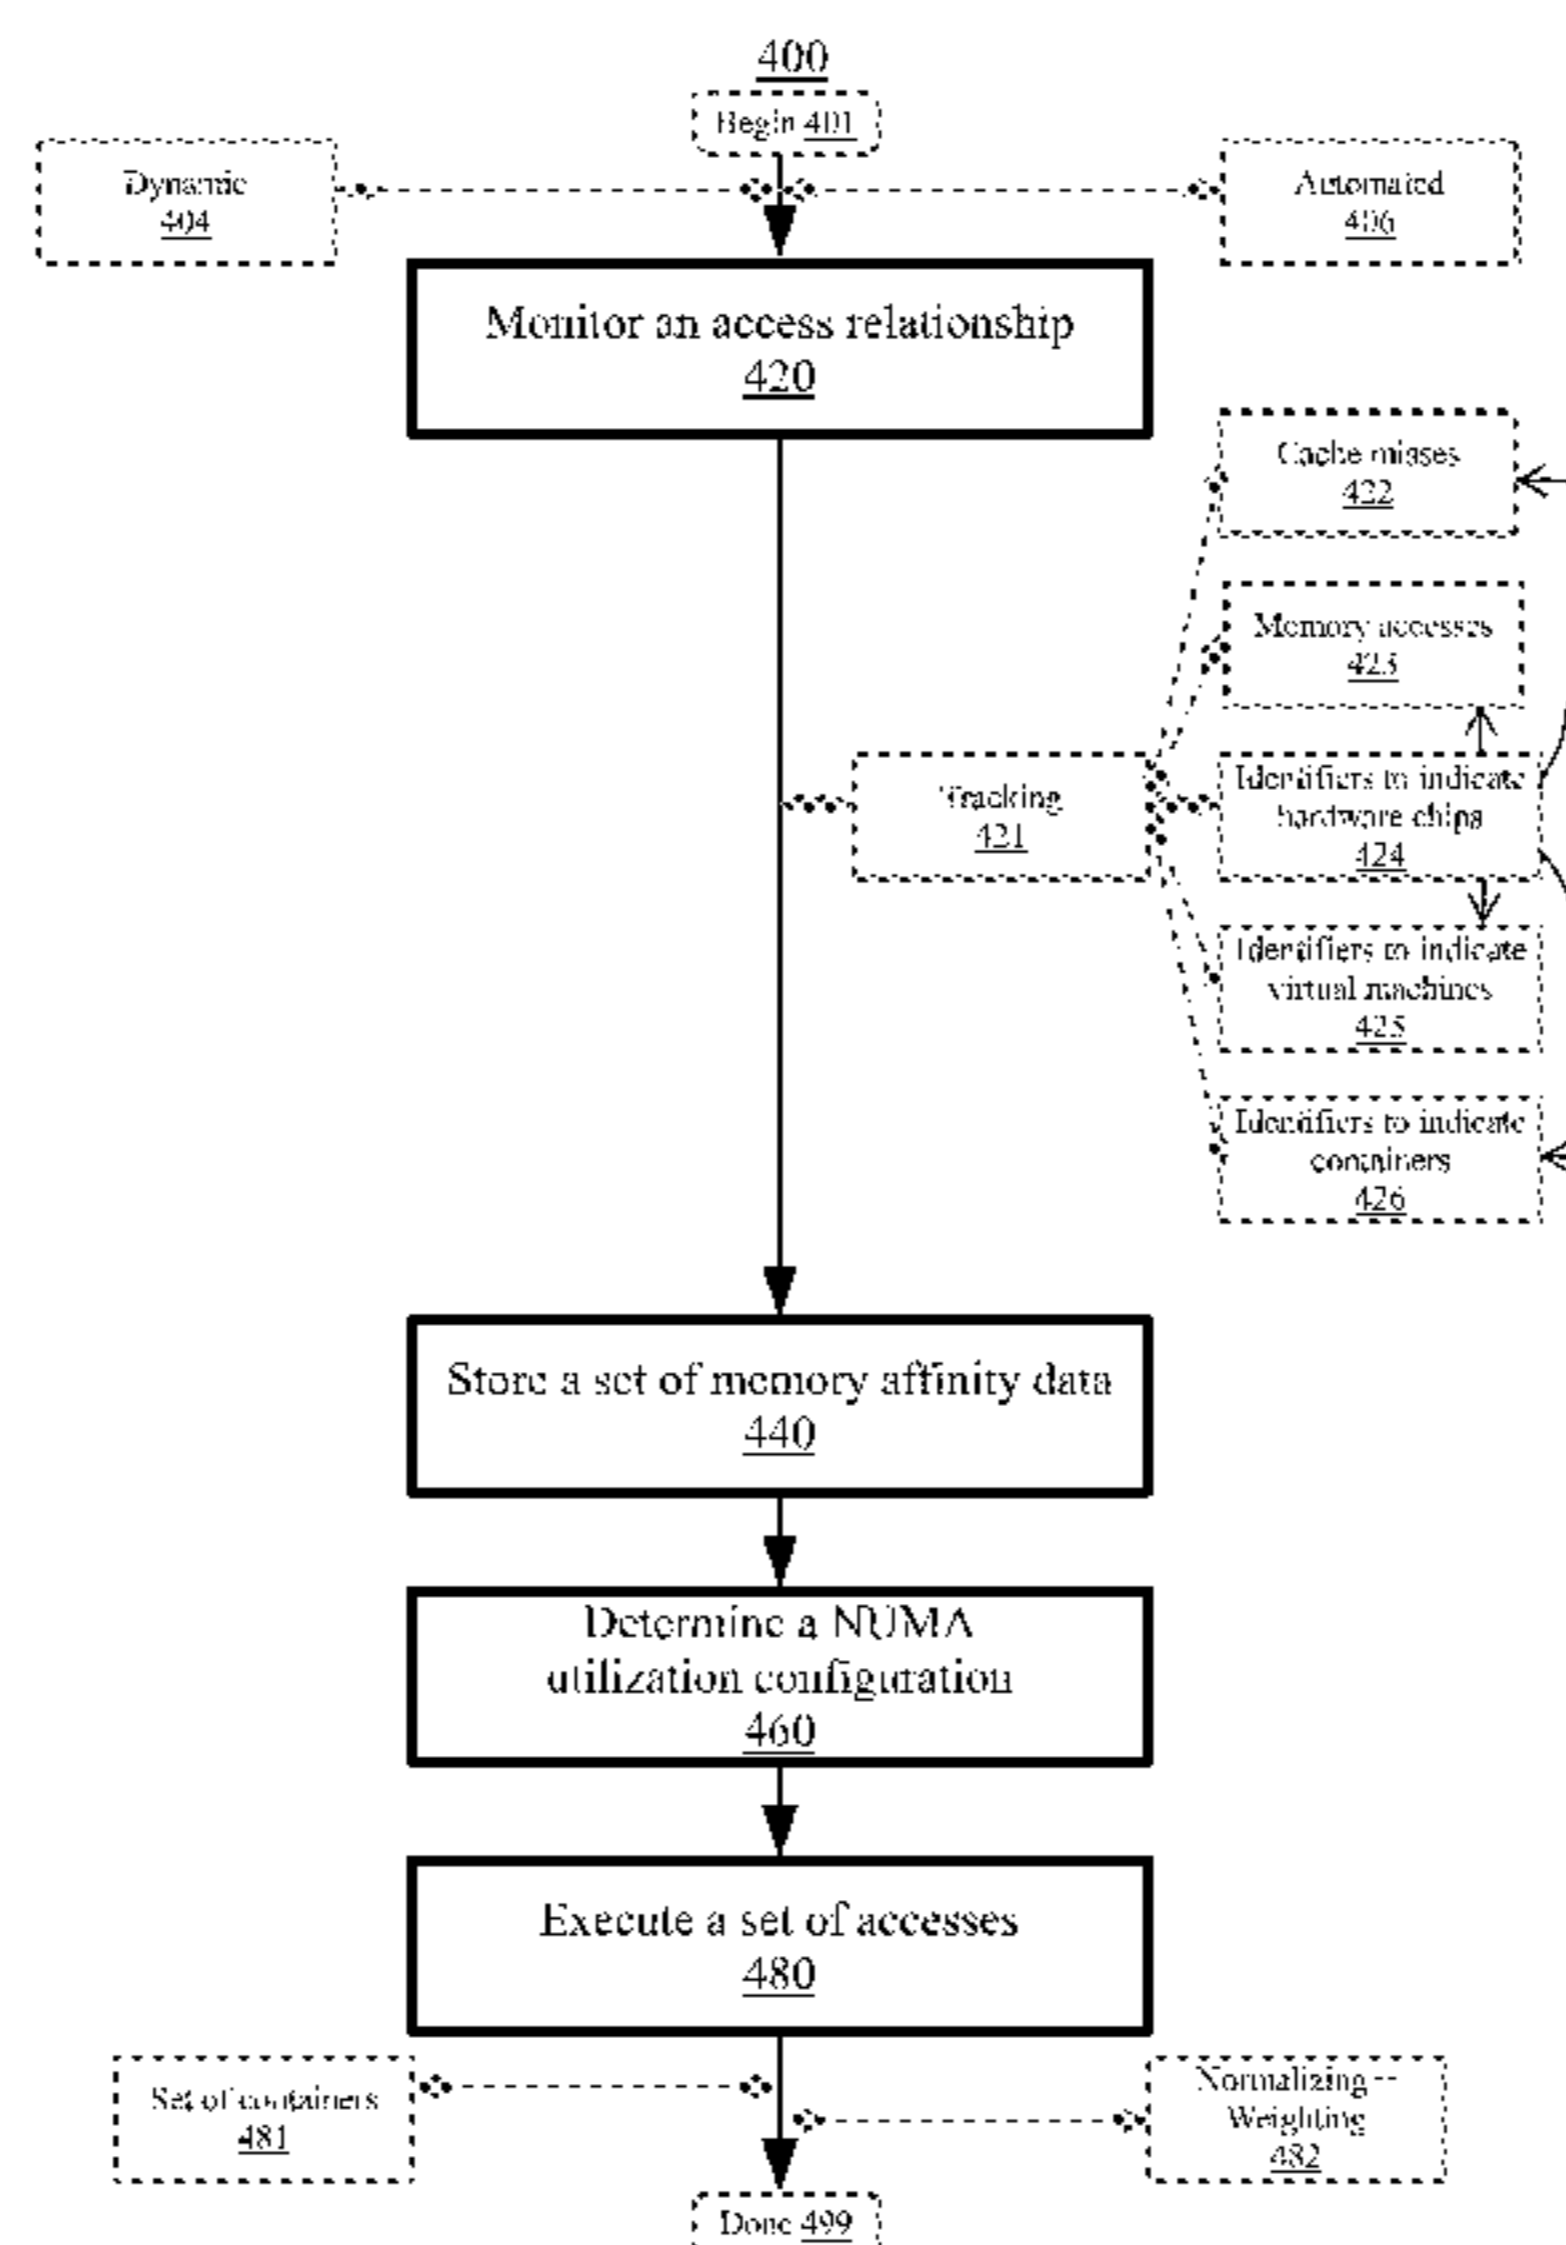 400
Begin 401
Dynamic
404
Automated
406
Monitor an access relationship
420
Cache misses
422
Memory accesses
423
Tracking
421
Identifiers to indicate
hardware chips
424
Identifiers to indicate
virtual machines
425
Identifiers to indicate
containers
426
Store a set of memory affinity data
440
Determine a NUMA
utilization configuration
460
Execute a set of accesses
480
Set of containers
481
Normalizing--
Weighting
482
Done 499